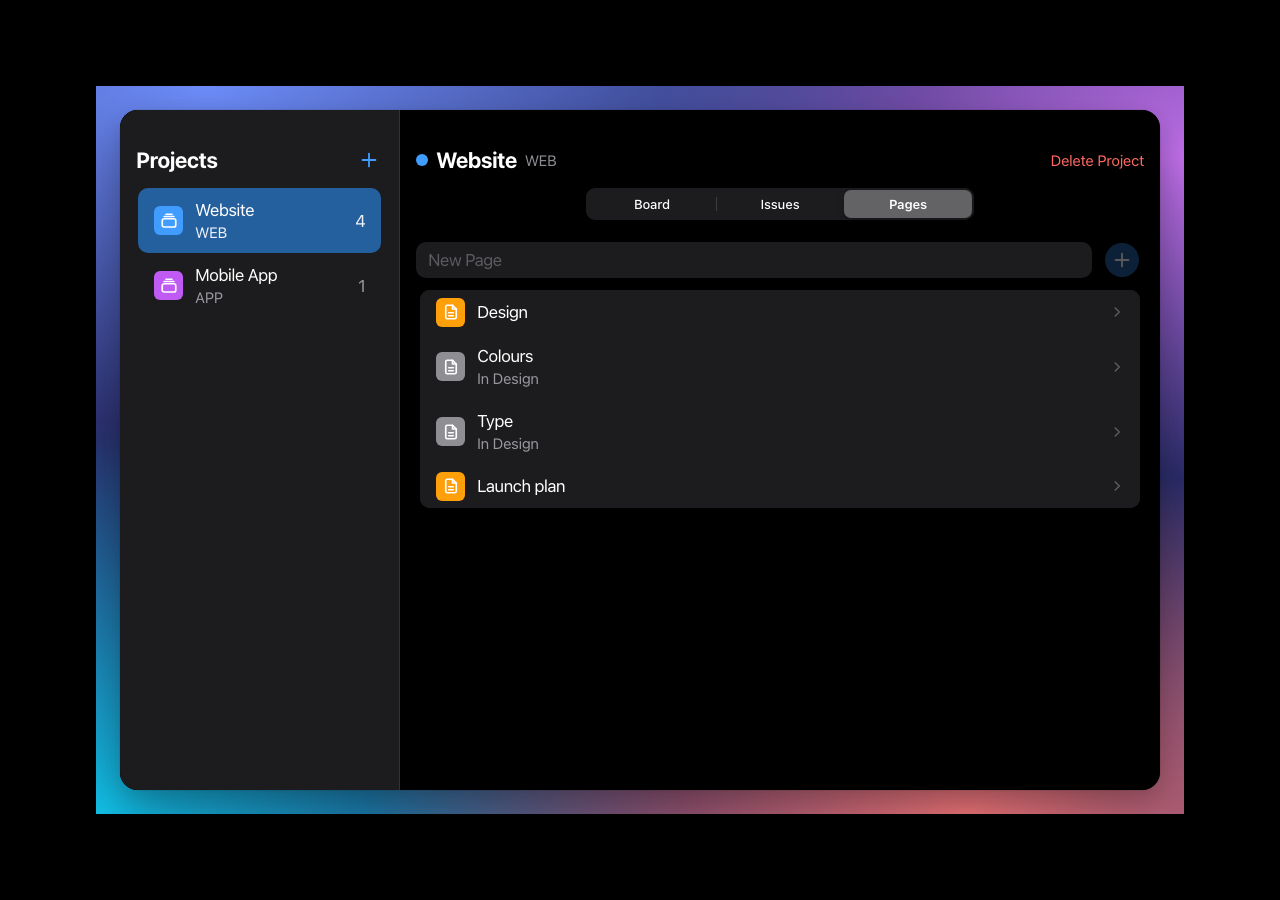 Projects
Website
WEB
4
Mobile App
APP
1
Website WEB
Delete Project
Board
Issues
Pages
New Page
Design
Colours
In Design
Type
In Design
Launch plan